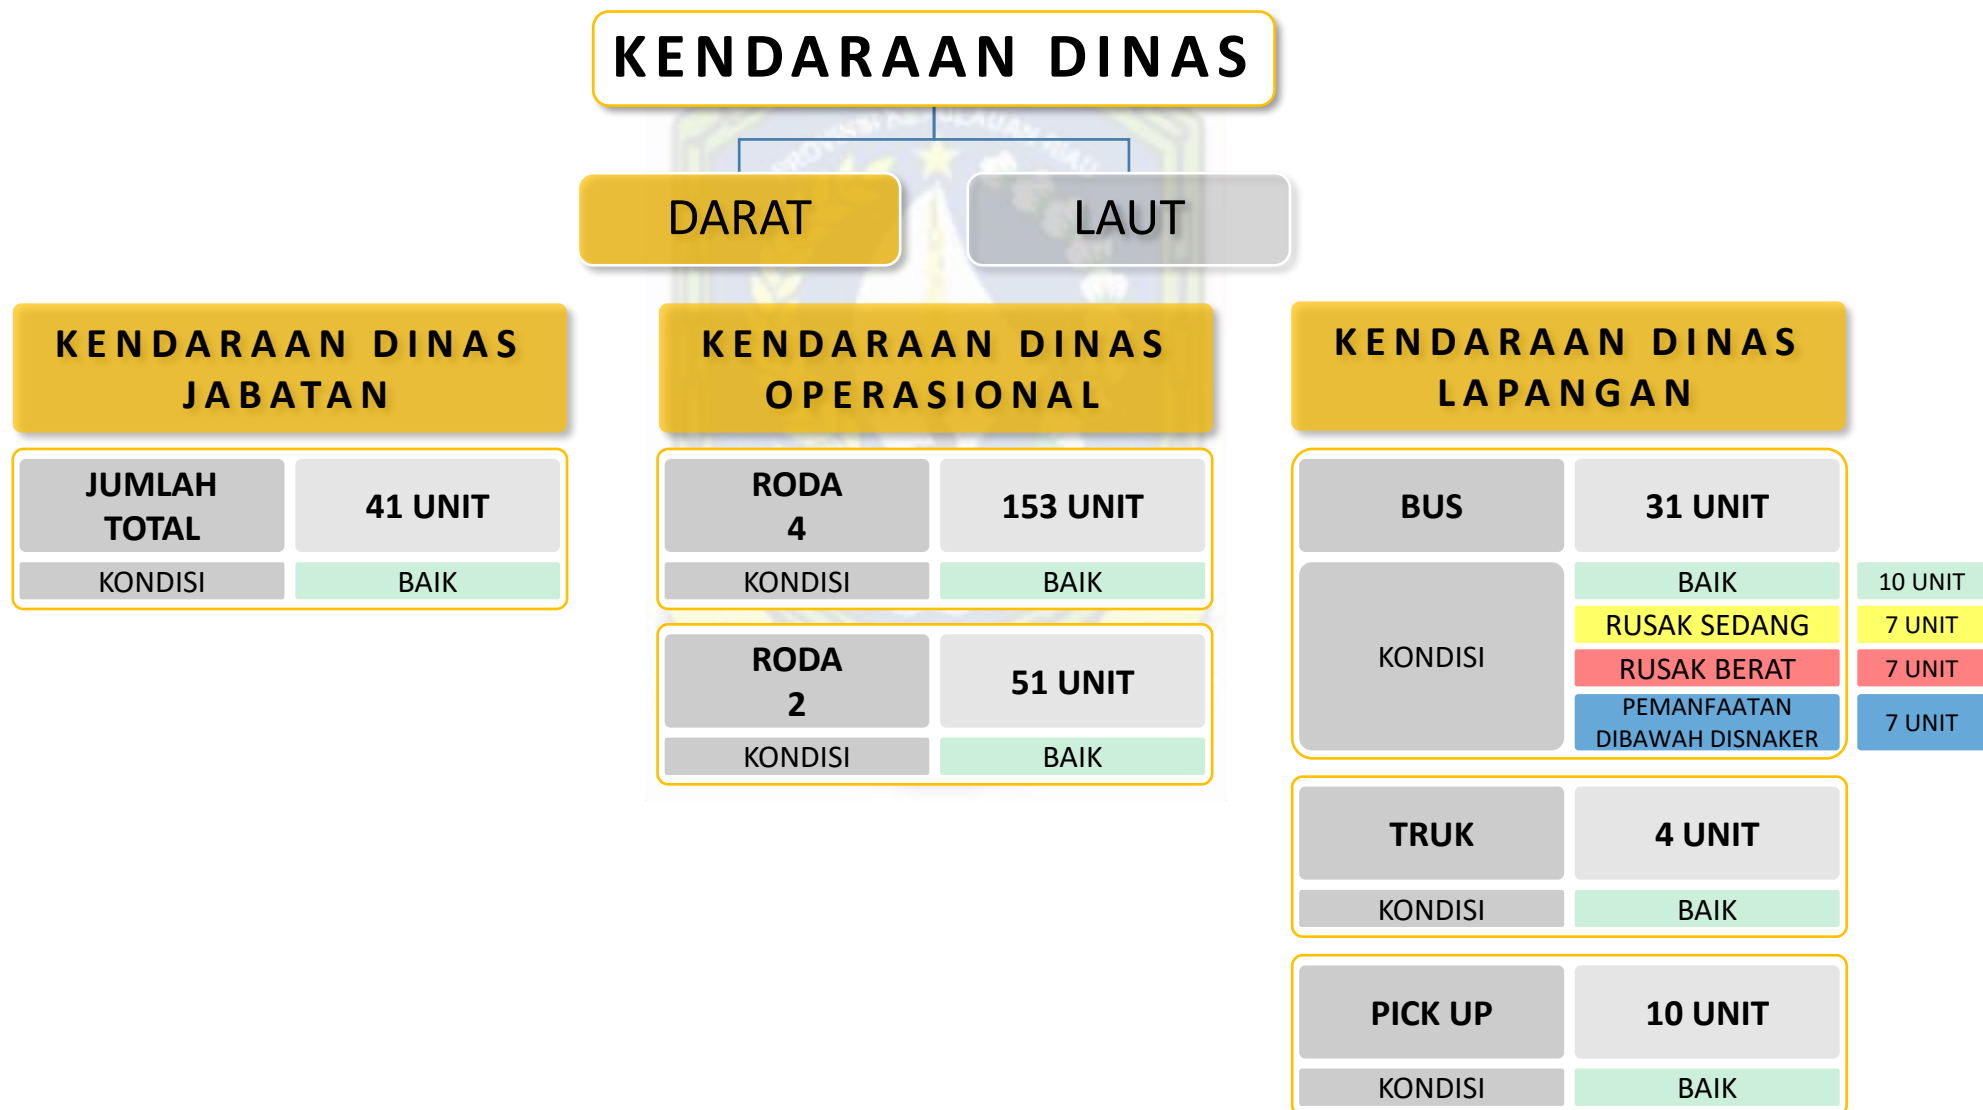 KENDARAAN DINAS
PROVINSI KEPULAUAN RIAU
DARAT
LAUT
KENDARAAN DINAS
JABATAN
JUMLAH
TOTAL
41 UNIT
KONDISI
BAIK
KENDARAAN DINAS
OPERASIONAL
RODA
4
153 UNIT
KONDISI
BAIK
RODA
2
51 UNIT
KONDISI
BAIK
KENDARAAN DINAS
LAPANGAN
BUS
31 UNIT
KONDISI
BAIK
10 UNIT
RUSAK SEDANG
7 UNIT
RUSAK BERAT
7 UNIT
PEMANFAATAN
DIBAWAH DISNAKER
7 UNIT
TRUK
4 UNIT
KONDISI
BAIK
PICK UP
10 UNIT
KONDISI
BAIK